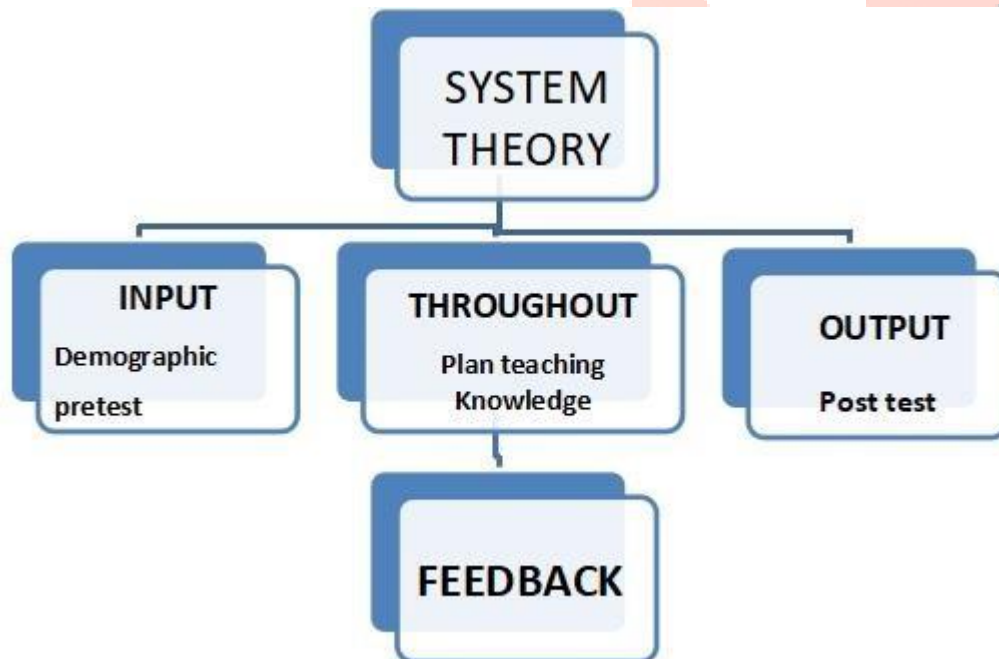 SYSTEM
THEORY
INPUT
Demographic
pretest
THROUGHOUT
Plan teaching
Knowledge
OUTPUT
Post test
FEEDBACK